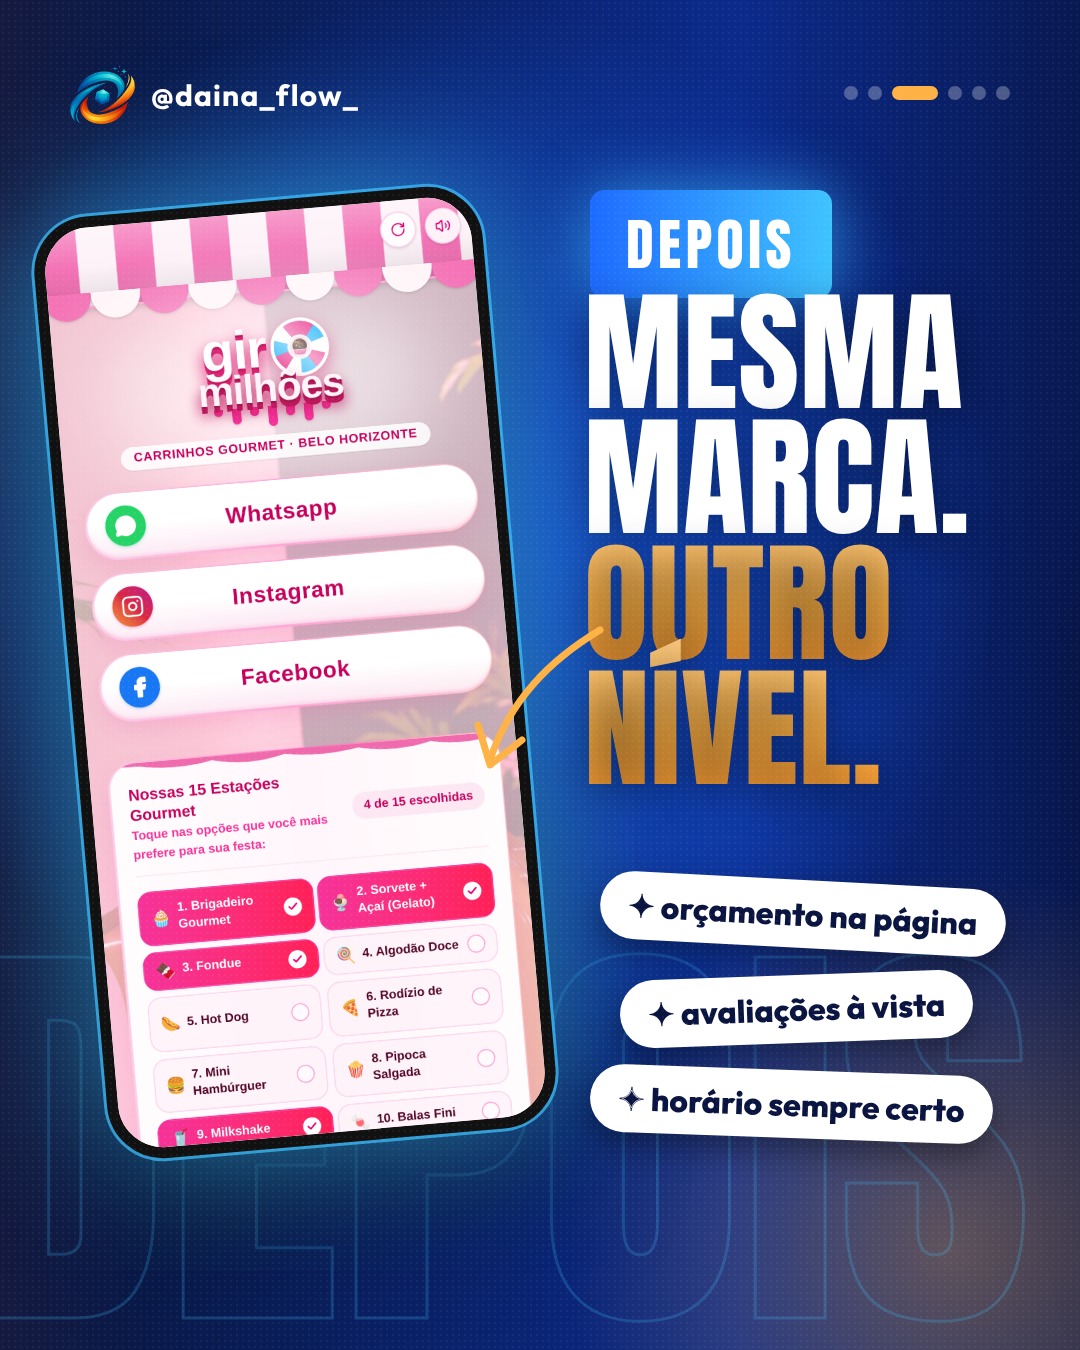 @daina_flow_
DEPOIS
MESMA
MARCA.
OUTRO
NÍVEL.
giro
milhões
CARRINHOS GOURMET · BELO HORIZONTE
Whatsapp
Instagram
Facebook
Nossas 15 Estações
Gourmet
Toque nas opções que você mais
prefere para sua festa:
4 de 15 escolhidas
1. Brigadeiro
Gourmet
2. Sorvete +
Açaí (Gelato)
3. Fondue
4. Algodão Doce
5. Hot Dog
6. Rodízio de
Pizza
7. Mini
Hambúrguer
8. Pipoca
Salgada
9. Milkshake
10. Balas Fini
orçamento na página
avaliações à vista
horário sempre certo
DEPOIS